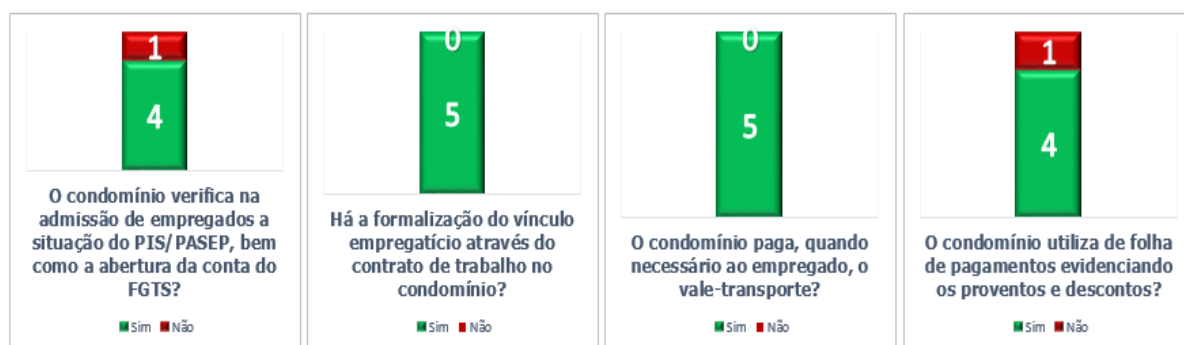 1
4
O condomínio verifica na
admissão de empregados a
situação do PIS/PASEP, bem
como a abertura da conta do
FGTS?
Sim Não
0
5
Há a formalização do vínculo
empregatício através do
contrato de trabalho no
condomínio?
Sim Não
0
5
O condomínio paga, quando
necessário ao empregado, o
vale-transporte?
Sim Não
1
4
O condomínio utiliza de folha
de pagamentos evidenciando
os proventos e descontos?
Sim Não